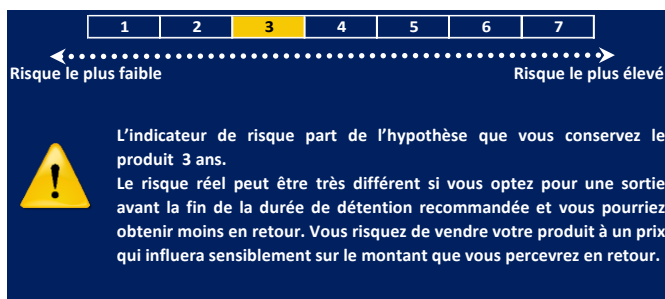 1 2 3 4 5 6 7
Risque le plus faible Risque le plus élevé
L’indicateur de risque part de l’hypothèse que vous conservez le
produit 3 ans.
Le risque réel peut être très différent si vous optez pour une sortie
avant la fin de la durée de détention recommandée et vous pourriez
obtenir moins en retour. Vous risquez de vendre votre produit à un prix
qui influera sensiblement sur le montant que vous percevrez en retour.